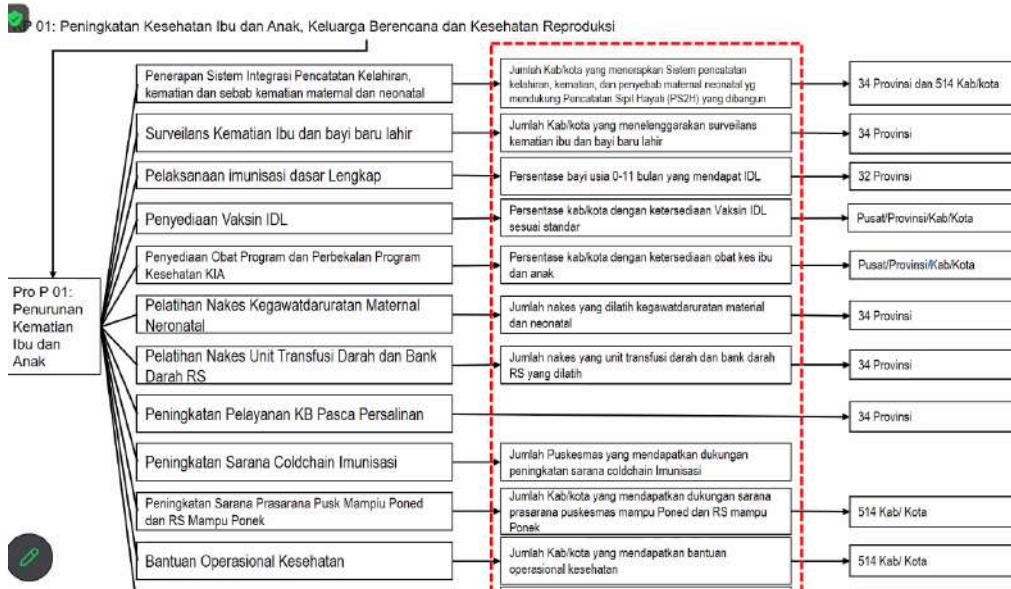 P 01: Peningkatan Kesehatan Ibu dan Anak, Keluarga Berencana dan Kesehatan Reproduksi
Pro P 01:
Penurunan
Kematian
Ibu dan
Anak
Penerapan Sistem Integrasi Pencatatan Kelahiran,
kematian dan sebab kematian maternal dan neonatal
Jumlah Kab/kota yang menerapkan Sistem pencatatan
kelahiran, kematian, dan penyebab maternal neonatal yg
mendukung Pencatatan Sipil Hayati (PS2H) yang dibangun
34 Provinsi dan 514 Kab/kota
Surveilans Kematian Ibu dan bayi baru lahir
Jumlah Kab/kota yang menelenggarakan surveilans
kematian ibu dan bayi baru lahir
34 Provinsi
Pelaksanaan imunisasi dasar Lengkap
Persentase bayi usia 0-11 bulan yang mendapat IDL
32 Provinsi
Penyediaan Vaksin IDL
Persentase kab/kota dengan ketersediaan Vaksin IDL
sesuai standar
Pusat/Provinsi/Kab/Kota
Penyediaan Obat Program dan Perbekalan Program
Kesehatan KIA
Persentase kab/kota dengan ketersediaan obat kes ibu
dan anak
Pusat/Provinsi/Kab/Kota
Pelatihan Nakes Kegawatdaruratan Maternal
Neronatal
Jumlah nakes yang dilatih kegawatdaruratan material
dan neonatal
34 Provinsi
Pelatihan Nakes Unit Transfusi Darah dan Bank
Darah RS
Jumlah nakes yang unit transfusi darah dan bank darah
RS yang dilatih
34 Provinsi
Peningkatan Pelayanan KB Pasca Persalinan
34 Provinsi
Peningkatan Sarana Coldchain Imunisasi
Jumlah Puskesmas yang mendapatkan dukungan
peningkatan sarana coldchain Imunisasi
Peningkatan Sarana Prasarana Pusk Mampiu Poned
dan RS Mampu Ponek
Jumlah Kab/kota yang mendapatkan dukungan sarana
prasarana puskesmas mampu Poned dan RS mampu
Ponek
514 Kab/ Kota
Bantuan Operasional Kesehatan
Jumlah Kab/kota yang mendapatkan bantuan
operasional kesehatan
514 Kab/ Kota